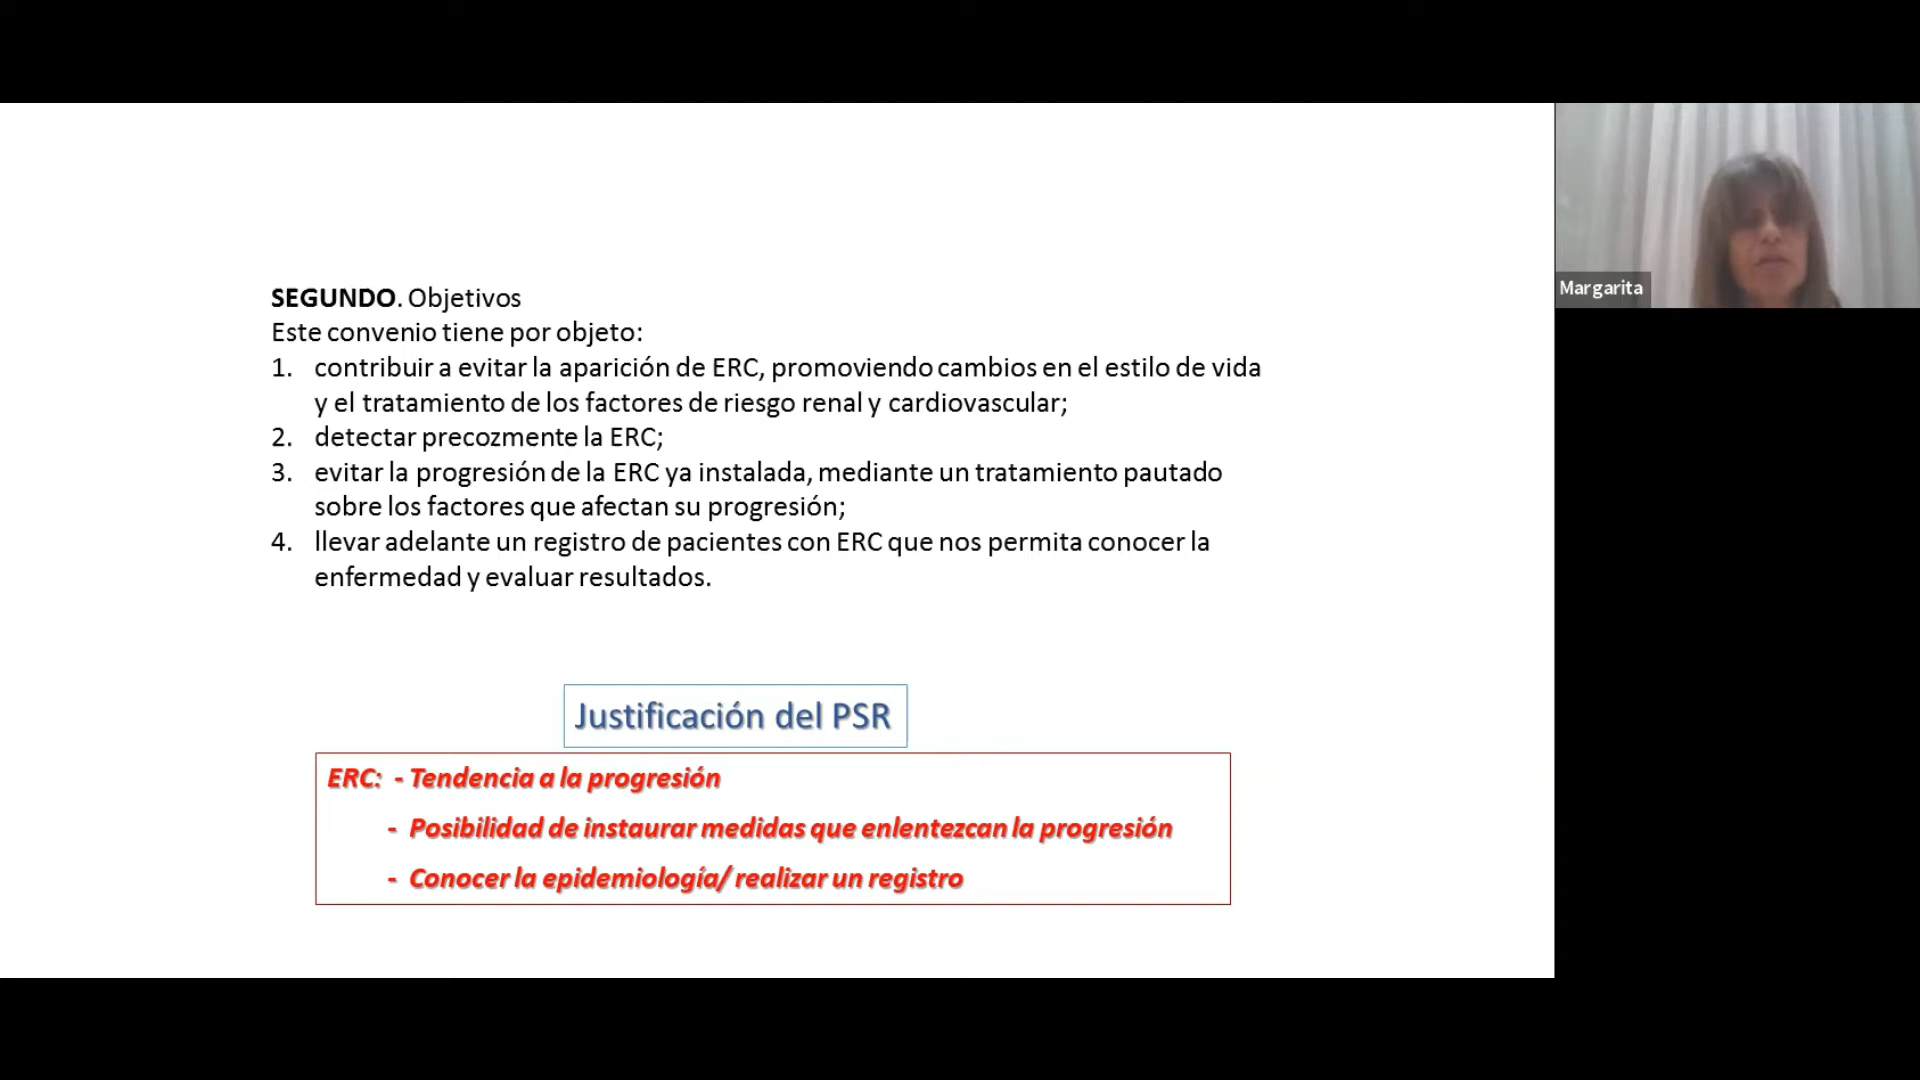 SEGUNDO. Objetivos
Este convenio tiene por objeto:
1. contribuir a evitar la aparición de ERC, promoviendo cambios en el estilo de vida
y el tratamiento de los factores de riesgo renal y cardiovascular;
2. detectar precozmente la ERC;
3. evitar la progresión de la ERC ya instalada, mediante un tratamiento pautado
sobre los factores que afectan su progresión;
4. llevar adelante un registro de pacientes con ERC que nos permita conocer la
enfermedad y evaluar resultados.
Justificación del PSR
ERC: - Tendencia a la progresión
- Posibilidad de instaurar medidas que enlentezcan la progresión
- Conocer la epidemiología/ realizar un registro
Margarita